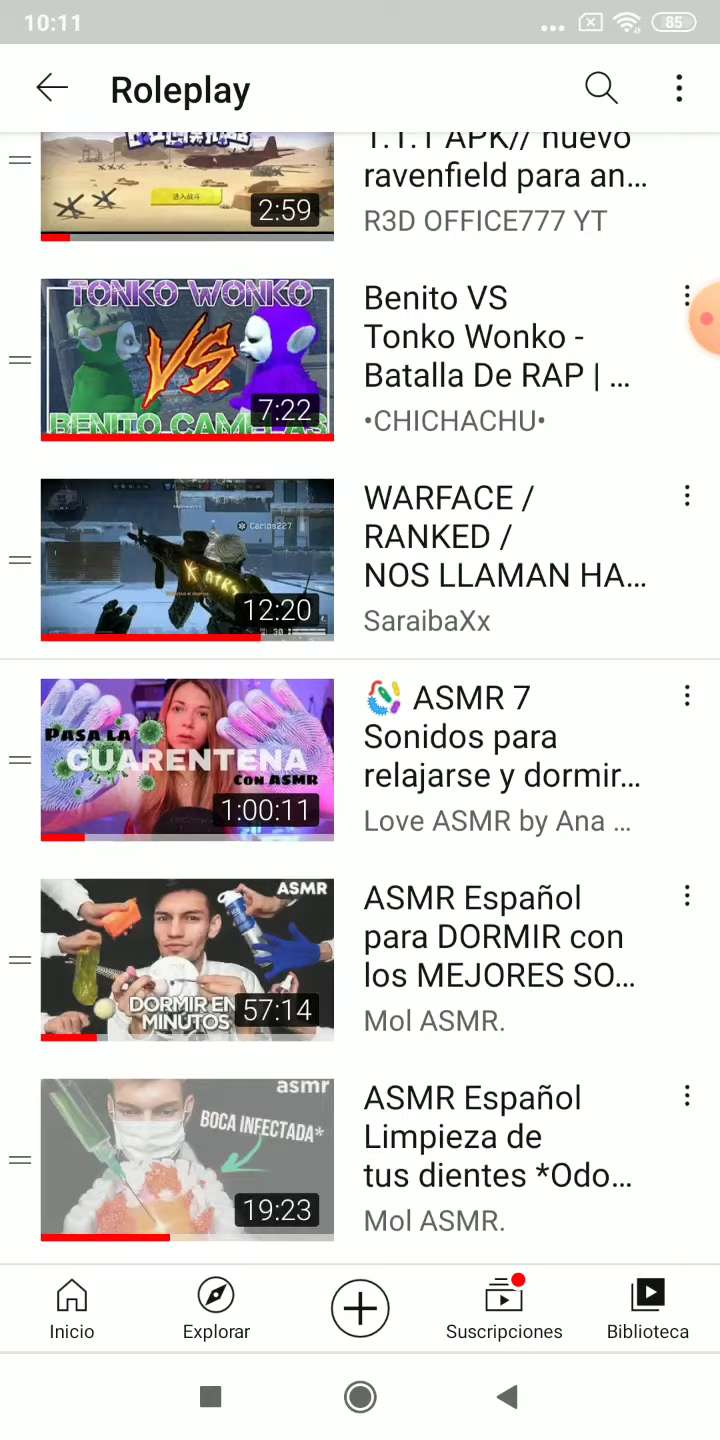 10:11
85
Roleplay
1.1.1 APK// nuevo
ravenfield para an...
R3D OFFICE777 YT
进入战斗
2:59
TONKO WONKO
VS.
BENITO CAMELAS
7:22
Benito VS
Tonko Wonko -
Batalla De RAP | ...
•CHICHACHU•
Carlos227
12:20
WARFACE /
RANKED /
NOS LLAMAN HA...
SaraibaXx
PASA LA
CUARENTENA
CON ASMR
1:00:11
ASMR 7
Sonidos para
relajarse y dormir...
Love ASMR by Ana ...
ASMR
DORMIR EN
MINUTOS
57:14
ASMR Español
para DORMIR con
los MEJORES SO...
Mol ASMR.
asmr
BOCA INFECTADA*
19:23
ASMR Español
Limpieza de
tus dientes *Odo...
Mol ASMR.
Inicio
Explorar
Suscripciones
Biblioteca